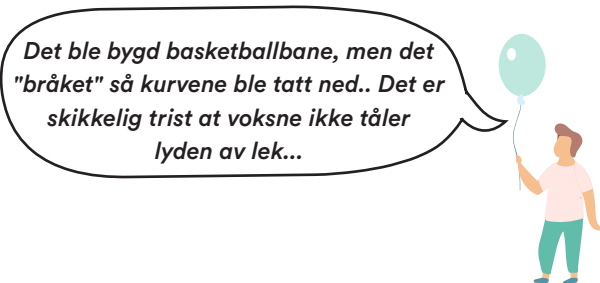 Det ble bygd basketballbane, men det
"bråket" så kurvene ble tatt ned.. Det er
skikkelig trist at voksne ikke tåler
lyden av lek...